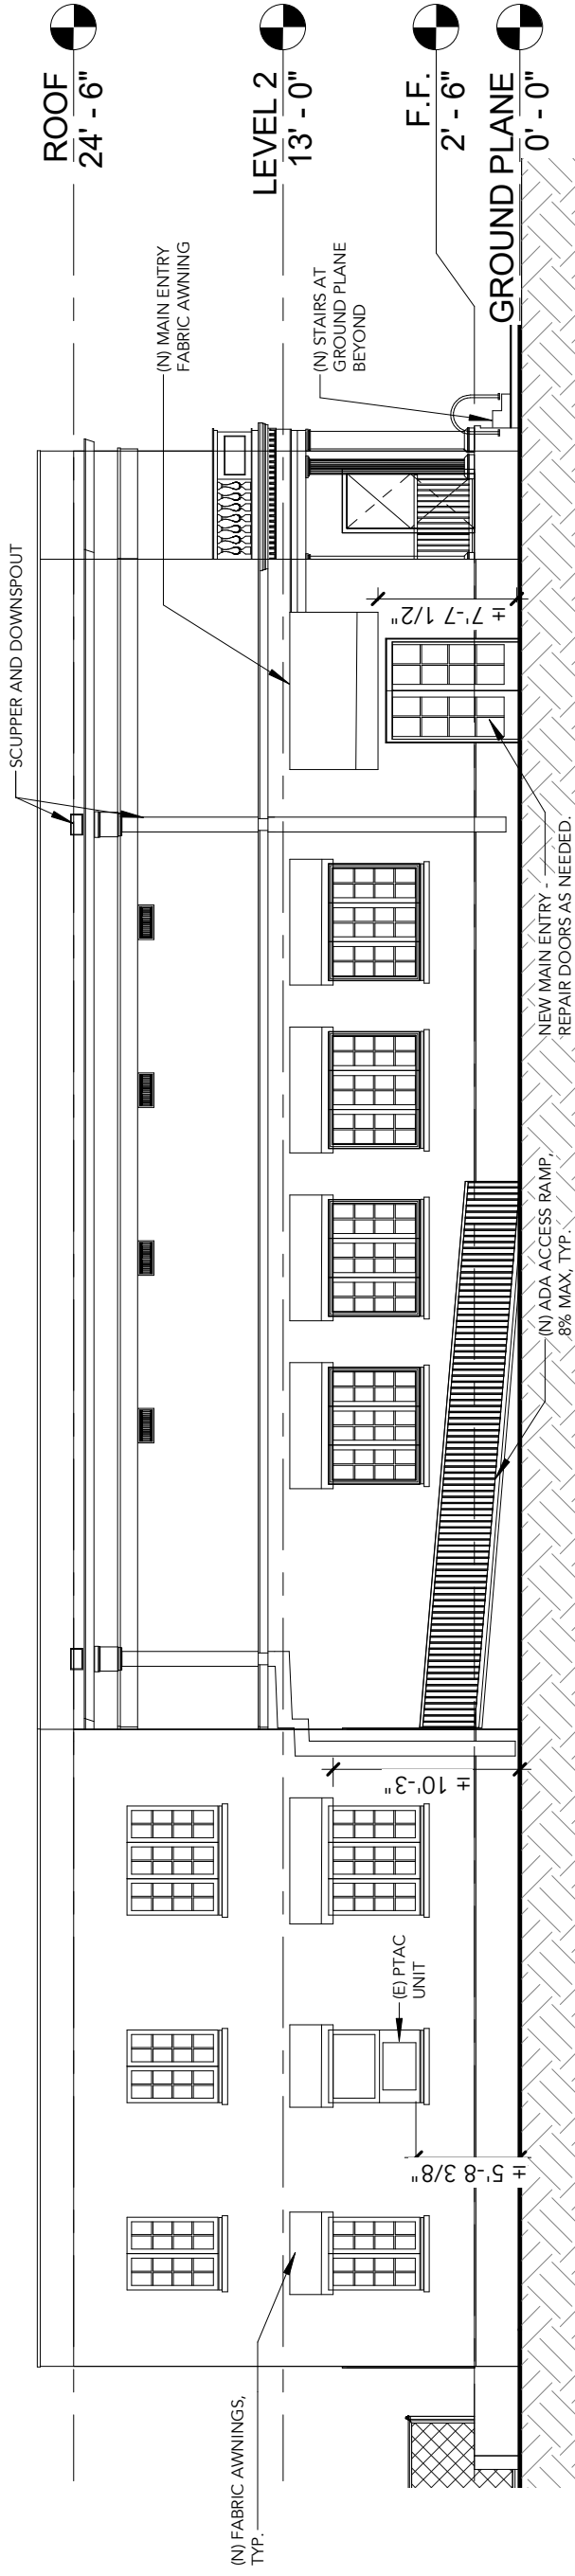 ROOF
24' - 6"
LEVEL 2
13' - 0"
F.F.
2' - 6"
GROUND PLANE
0' - 0"
SCUPPER AND DOWNSPOUT
(N) MAIN ENTRY
FABRIC AWNING
(N) STAIRS AT
GROUND PLANE
BEYOND
± 7'-7 1/2"
NEW MAIN ENTRY -
REPAIR DOORS AS NEEDED.
(N) ADA ACCESS RAMP,
8% MAX, TYP.
± 10'-3"
(E) PTAC
UNIT
± 5'-8 3/8"
(N) FABRIC AWNINGS,
TYP.